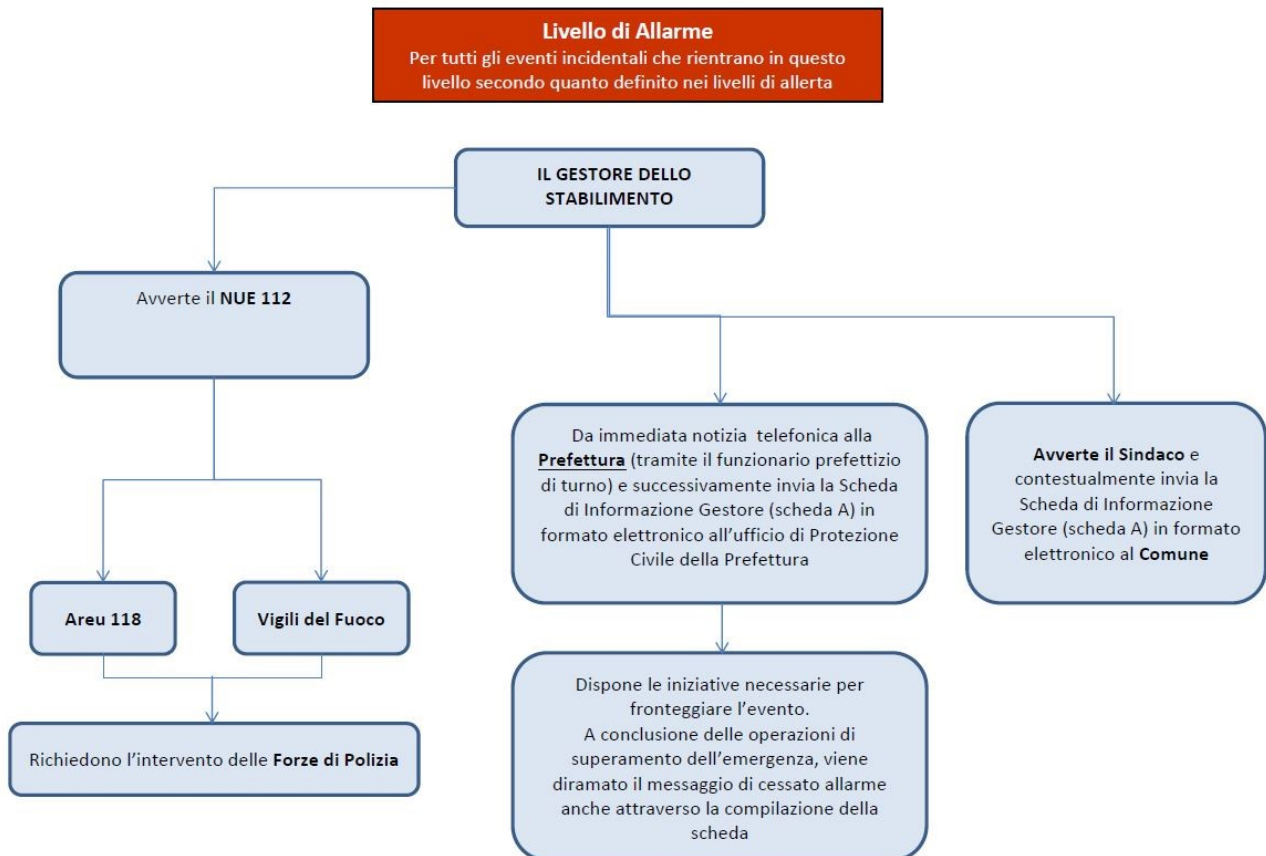 Livello di Allarme
Per tutti gli eventi incidentali che rientrano in questo
livello secondo quanto definito nei livelli di allerta
IL GESTORE DELLO
STABILIMENTO
Avverte il NUE 112
Areu 118
Vigili del Fuoco
Richiedono l’intervento delle Forze di Polizia
Da immediata notizia telefonica alla
Prefettura (tramite il funzionario prefettizio
di turno) e successivamente invia la Scheda
di Informazione Gestore (scheda A) in
formato elettronico all’ufficio di Protezione
Civile della Prefettura
Dispone le iniziative necessarie per
fronteggiare l’evento.
A conclusione delle operazioni di
superamento dell’emergenza, viene
diramato il messaggio di cessato allarme
anche attraverso la compilazione della
scheda
Avverte il Sindaco e
contestualmente invia la
Scheda di Informazione
Gestore (scheda A) in formato
elettronico al Comune